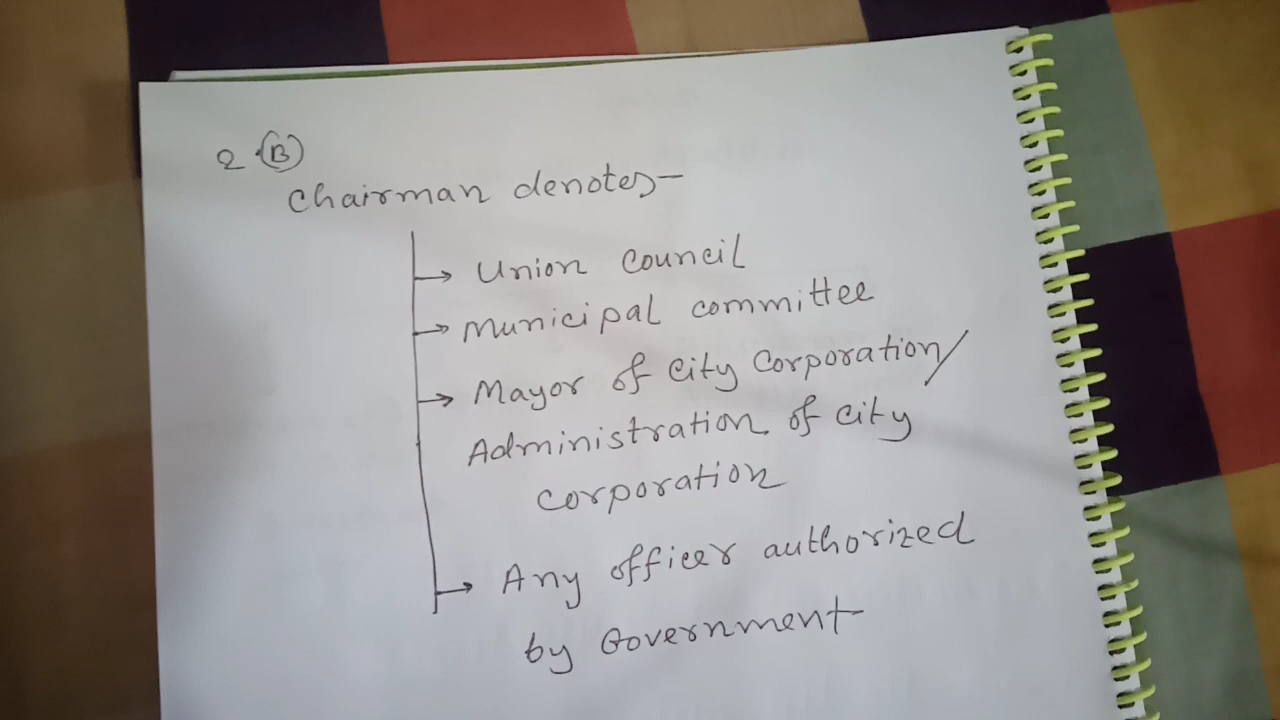 2 B
Chairman denotes-
→ Union Council
→ Municipal committee
→ Mayor of city Corporation/
Administration of city
corporation
→ Any officer authorized
by Government